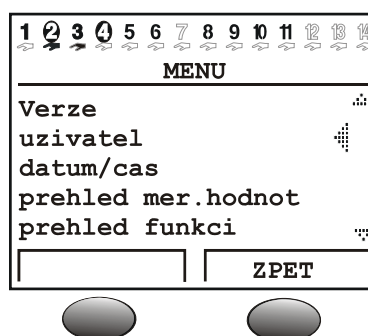 1 2 3 4 5 6 7 8 9 10 11 12 13 14
MENU
Verze
uzivatel
datum/cas
prehled mer.hodnot
prehled funkci
ZPET